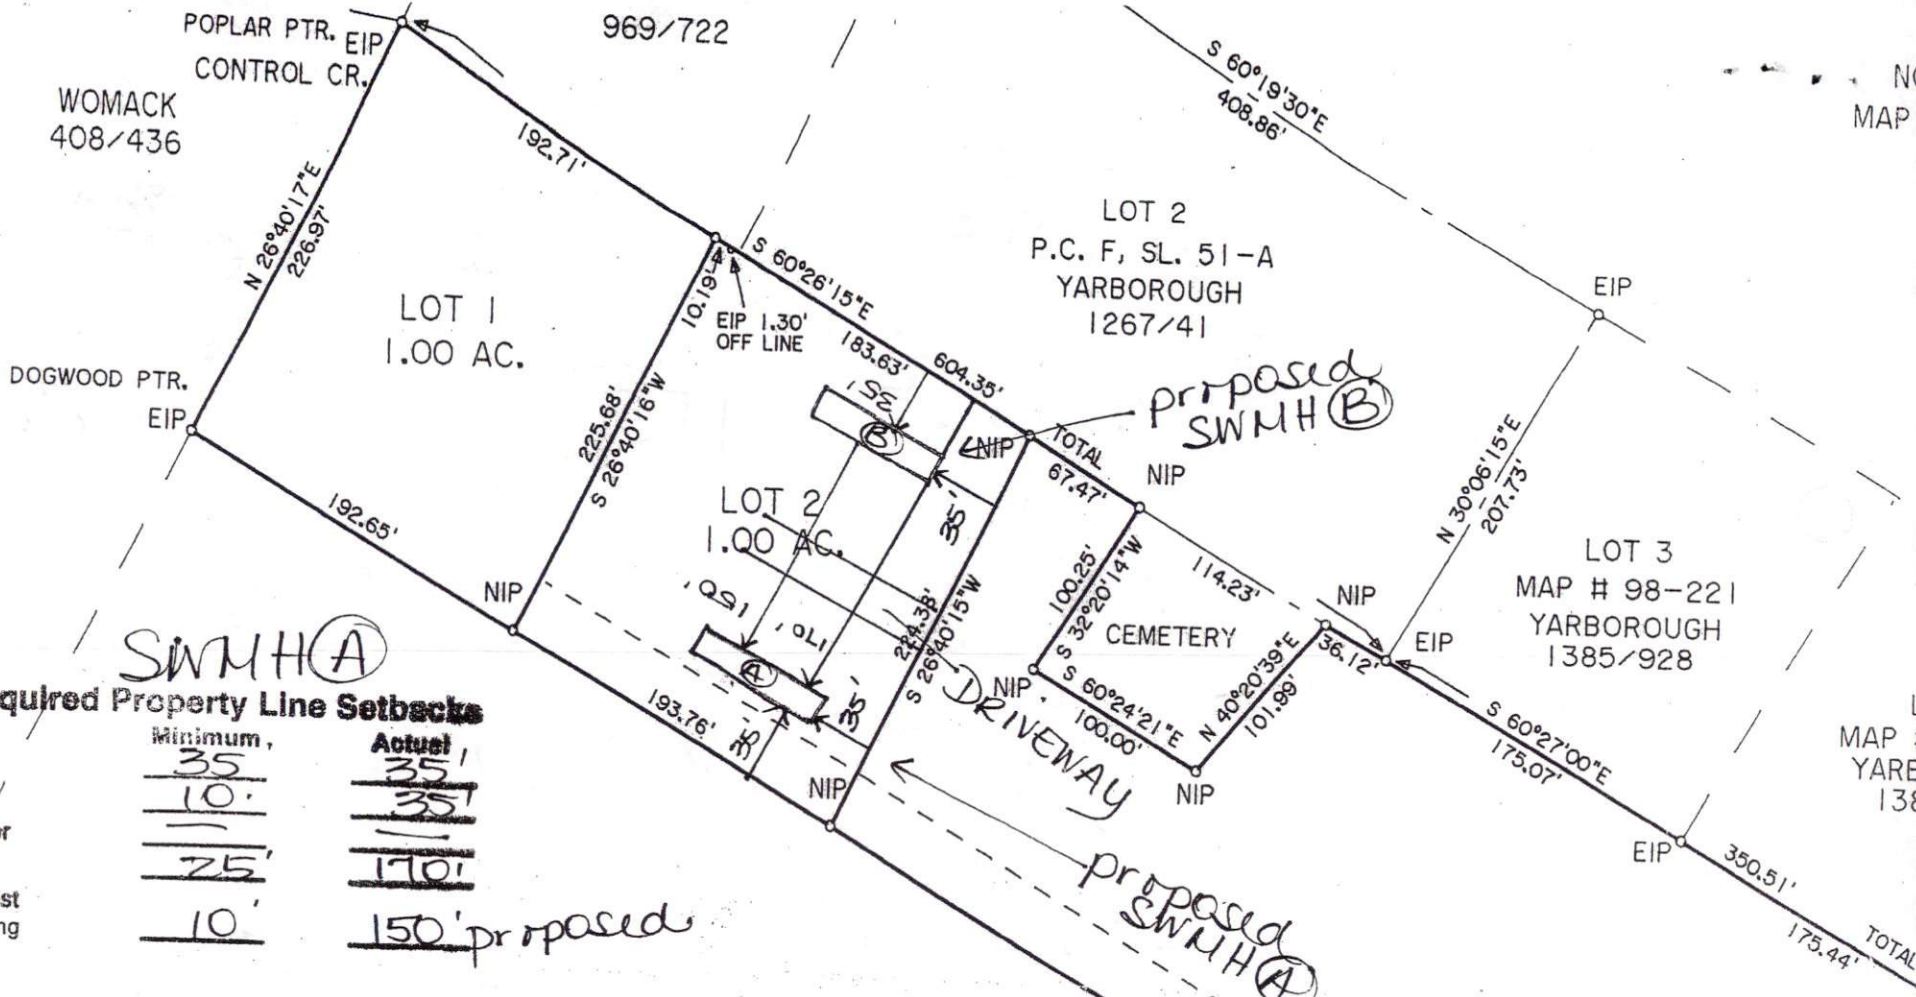 POPLAR PTR.
EIP
CONTROL CR.
969/722
WOMACK
408/436
S 60°19'30"E
408.86'
MAP
192.71'
N 26°40'17"E
226.97'
LOT 1
1.00 AC.
DOGWOOD PTR.
EIP
192.65'
NIP
225.68'
S 26°40'16"W
10.19'
EIP 1.30'
OFF LINE
S 60°26'15"E
183.63'
604.35'
TOTAL
67.47'
LOT 2
P.C. F, SL. 51-A
YARBOROUGH
1267/41
EIP
proposed
SWMH B
35'
B
NIP
NIP
LOT 2
1.00 AC.
35'
150'
170'
A
35'
35'
224.38'
S 26°40'15"W
193.76'
NIP
DRIVEWAY
100.25'
S 32°20'14"W
CEMETERY
114.23'
NIP
S 60°24'21"E
100.00'
NIP
N 40°20'39"E
101.99'
NIP
36.12'
EIP
N 30°06'15"E
207.73'
LOT 3
MAP # 98-221
YARBOROUGH
1385/928
S 60°27'00"E
175.07'
EIP
350.51'
TOTAL
175.44'
MAP
YARB
138
proposed
SWMH A
SWMH A
quired Property Line Setbacks
Minimum, Actual
35 35'
10' 35'
— —
25' 170'
10' 150' proposed